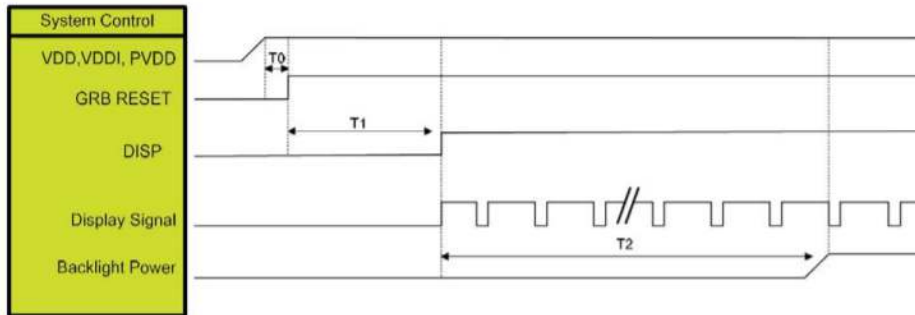 System Control
VDD,VDDI, PVDD
T0
GRB RESET
T1
DISP
Display Signal
T2
Backlight Power